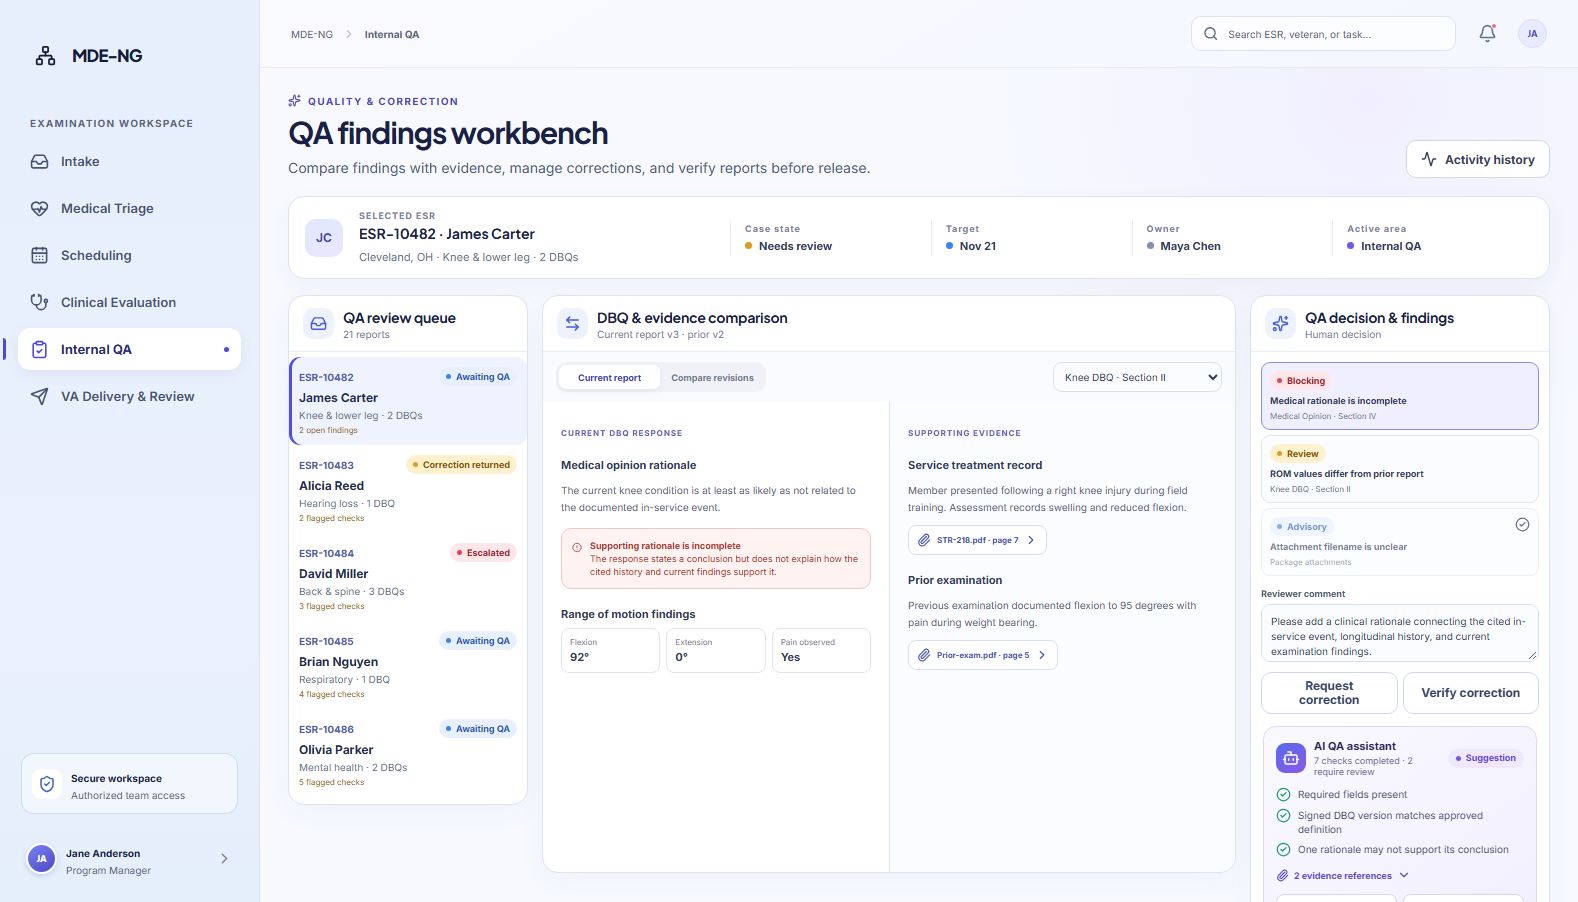 MDE-NG
EXAMINATION WORKSPACE
Intake
Medical Triage
Scheduling
Clinical Evaluation
Internal QA
VA Delivery & Review
Secure workspace
Authorized team access
JA
Jane Anderson
Program Manager
MDE-NG
Internal QA
Search ESR, veteran, or task...
JA
QUALITY & CORRECTION
QA findings workbench
Compare findings with evidence, manage corrections, and verify reports before release.
Activity history
JC
SELECTED ESR
ESR-10482 · James Carter
Cleveland, OH · Knee & lower leg · 2 DBQs
Case state
Needs review
Target
Nov 21
Owner
Maya Chen
Active area
Internal QA
QA review queue
21 reports
ESR-10482
Awaiting QA
James Carter
Knee & lower leg · 2 DBQs
2 open findings
ESR-10483
Correction returned
Alicia Reed
Hearing loss · 1 DBQ
2 flagged checks
ESR-10484
Escalated
David Miller
Back & spine · 3 DBQs
3 flagged checks
ESR-10485
Awaiting QA
Brian Nguyen
Respiratory · 1 DBQ
4 flagged checks
ESR-10486
Awaiting QA
Olivia Parker
Mental health · 2 DBQs
5 flagged checks
DBQ & evidence comparison
Current report v3 · prior v2
Current report
Compare revisions
Knee DBQ · Section II
CURRENT DBQ RESPONSE
Medical opinion rationale
The current knee condition is at least as likely as not related to
the documented in-service event.
Supporting rationale is incomplete
The response states a conclusion but does not explain how the
cited history and current findings support it.
Range of motion findings
Flexion
92°
Extension
0°
Pain observed
Yes
SUPPORTING EVIDENCE
Service treatment record
Member presented following a right knee injury during field
training. Assessment records swelling and reduced flexion.
STR-218.pdf · page 7
Prior examination
Previous examination documented flexion to 95 degrees with
pain during weight bearing.
Prior-exam.pdf · page 5
QA decision & findings
Human decision
Blocking
Medical rationale is incomplete
Medical Opinion · Section IV
Review
ROM values differ from prior report
Knee DBQ · Section II
Advisory
Attachment filename is unclear
Package attachments
Reviewer comment
Please add a clinical rationale connecting the cited in-
service event, longitudinal history, and current
examination findings.
Request
correction
Verify correction
AI QA assistant
7 checks completed · 2
require review
Suggestion
Required fields present
Signed DBQ version matches approved
definition
One rationale may not support its conclusion
2 evidence references